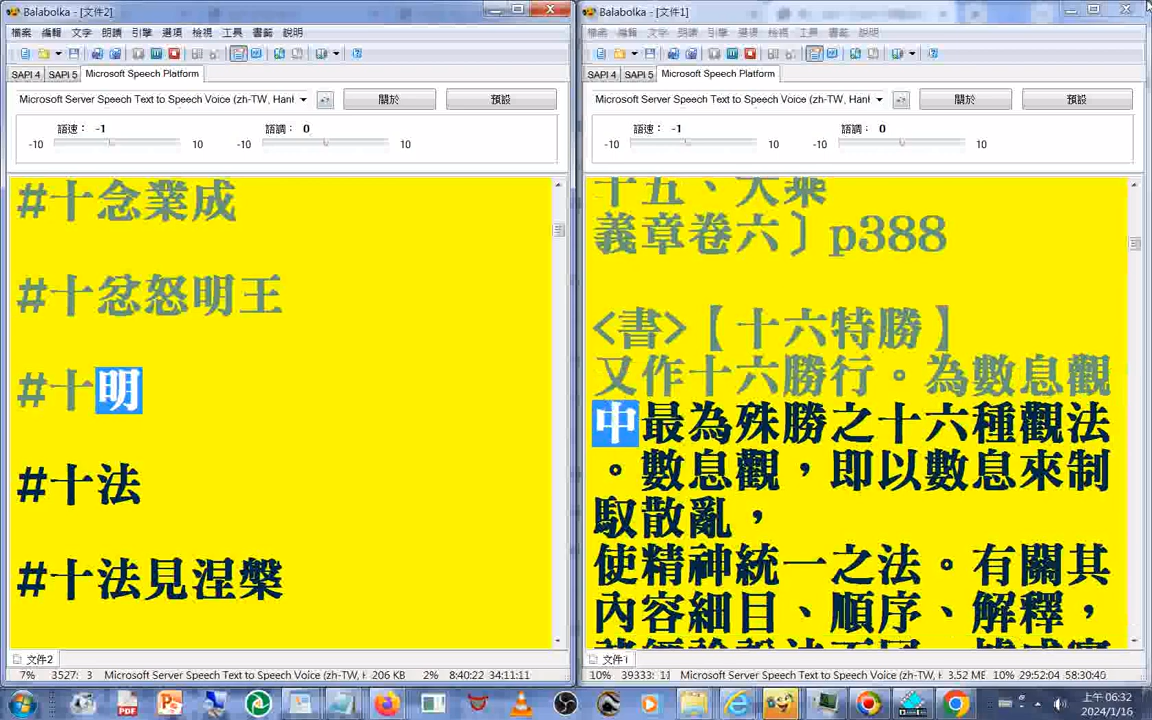 Balabolka - [文件2]
檔案 編輯 文字 朗讀 引擎 選項 檢視 工具 書籤 說明
SAPI 4 SAPI 5 Microsoft Speech Platform
Microsoft Server Speech Text to Speech Voice (zh-TW, Hanl
關於 預設
語速： -1 語調： 0
-10 10 -10 10
#十念業成
#十忿怒明王
#十明
#十法
#十法見涅槃
文件2
7% 3527: 3 Microsoft Server Speech Text to Speech Voice (zh-TW, Hanl 206 KB 2% 8:40:22 34:11:11
Balabolka - [文件1]
檔案 編輯 文字 朗讀 引擎 選項 檢視 工具 書籤 說明
SAPI 4 SAPI 5 Microsoft Speech Platform
Microsoft Server Speech Text to Speech Voice (zh-TW, Hanl
關於 預設
語速： -1 語調： 0
-10 10 -10 10
十五、大乘
義章卷六〕p388
<書>【十六特勝】
又作十六勝行。為數息觀
中最為殊勝之十六種觀法
。數息觀，即以數息來制
馭散亂，
使精神統一之法。有關其
內容細目、順序、解釋，
文件1
10% 39333: 11 Microsoft Server Speech Text to Speech Voice (zh-TW, Hanl 3.52 MB 10% 29:52:04 58:30:40
上午 06:32
2024/1/16